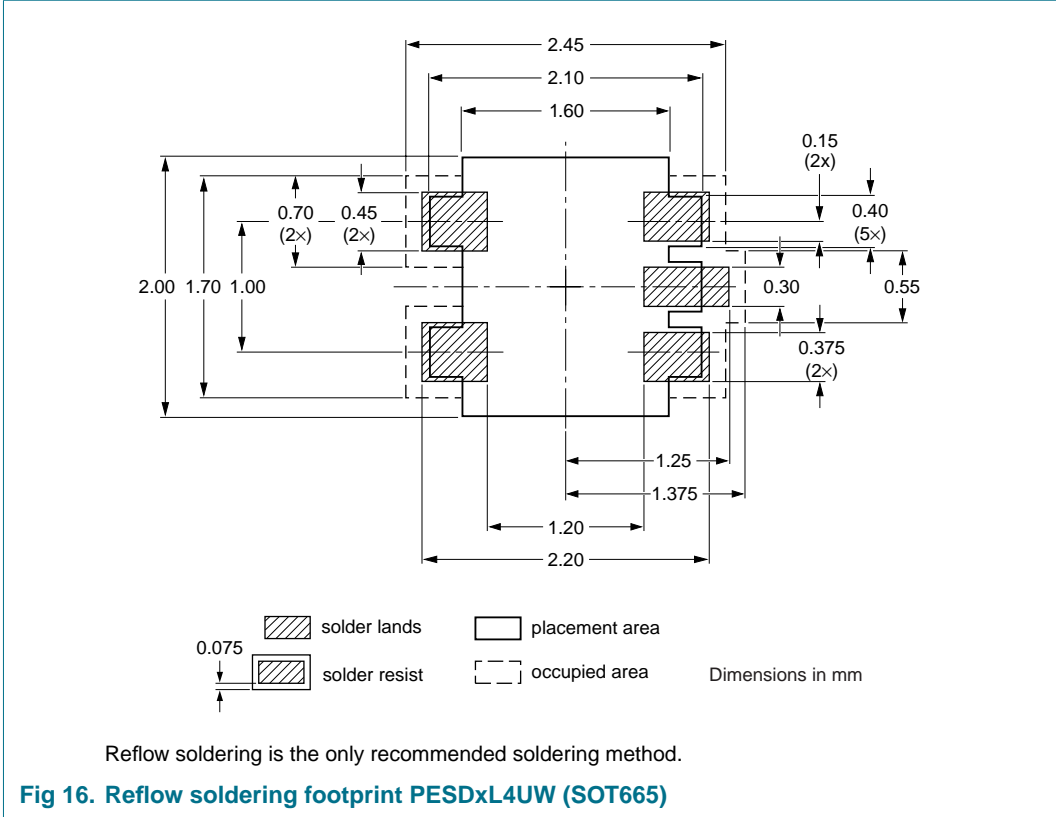 2.45
2.10
1.60
0.15
(2x)
0.70
(2×)
0.45
(2×)
0.40
(5×)
2.00 1.70 1.00
0.30
0.55
0.375
(2×)
1.25
1.375
1.20
2.20
solder lands
placement area
0.075
solder resist
occupied area
Dimensions in mm
Reflow soldering is the only recommended soldering method.
Fig 16. Reflow soldering footprint PESDxL4UW (SOT665)